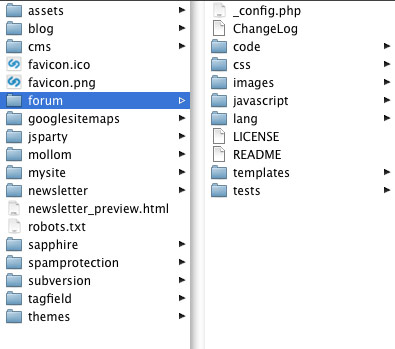 assets
blog
cms
favicon.ico
favicon.png
forum
googlesitemaps
jsparty
mollom
mysite
newsletter
newsletter_preview.html
robots.txt
sapphire
spamprotection
subversion
tagfield
themes
_config.php
ChangeLog
code
css
images
javascript
lang
LICENSE
README
templates
tests